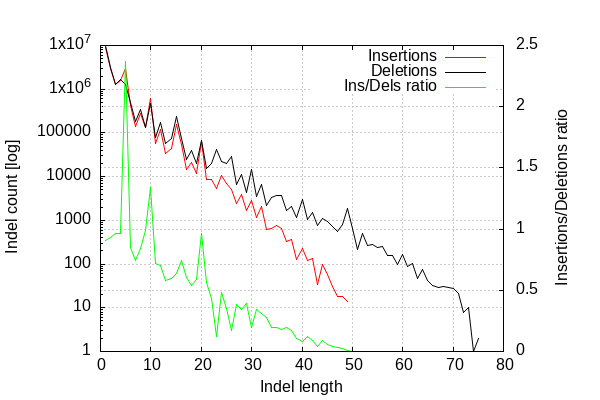 1x10^7
1x10^6
100000
10000
1000
100
10
1
Indel count [log]
Insertions
Deletions
Ins/Dels ratio
2.5
2
1.5
1
0.5
0
Insertions/Deletions ratio
0 10 20 30 40 50 60 70 80
Indel length